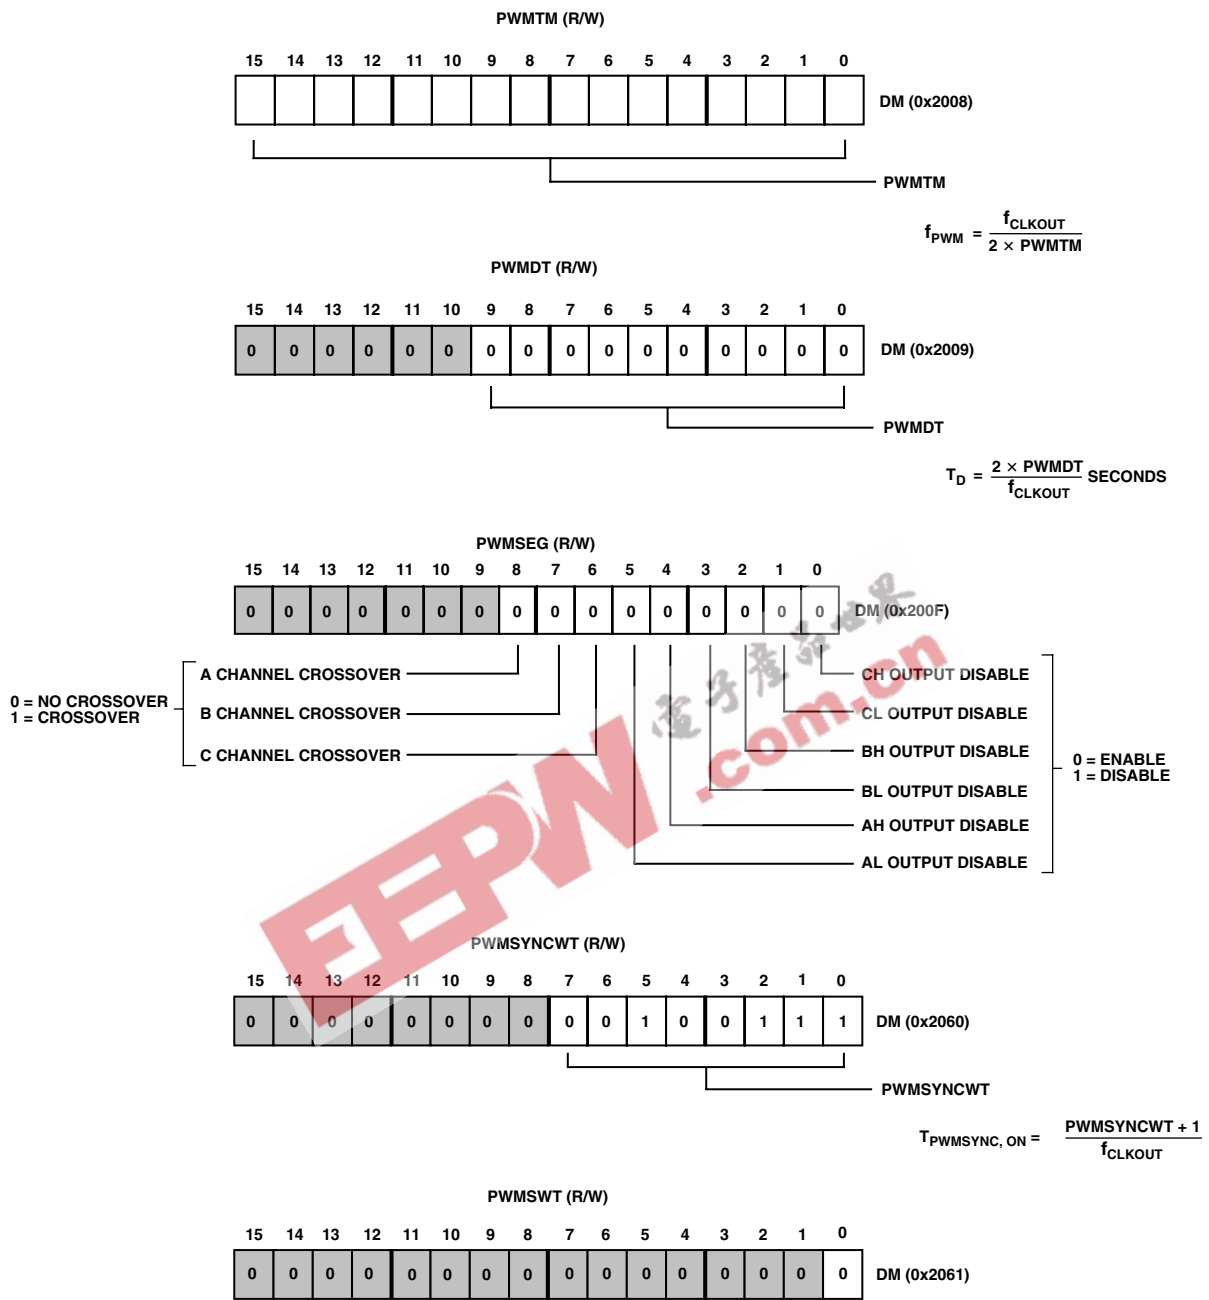 PWMTM (R/W)
15 14 13 12 11 10 9 8 7 6 5 4 3 2 1 0
DM (0x2008)
PWMTM
fPWM = fCLKOUT / 2 × PWMTM
PWMDT (R/W)
15 14 13 12 11 10 9 8 7 6 5 4 3 2 1 0
0 0 0 0 0 0 0 0 0 0 0 0 0 0 0 0 DM (0x2009)
PWMDT
TD = 2 × PWMDT / fCLKOUT SECONDS
PWMSEG (R/W)
15 14 13 12 11 10 9 8 7 6 5 4 3 2 1 0
0 0 0 0 0 0 0 0 0 0 0 0 0 0 0 0 DM (0x200F)
A CHANNEL CROSSOVER
B CHANNEL CROSSOVER
C CHANNEL CROSSOVER
0 = NO CROSSOVER
1 = CROSSOVER
CH OUTPUT DISABLE
CL OUTPUT DISABLE
BH OUTPUT DISABLE
BL OUTPUT DISABLE
AH OUTPUT DISABLE
AL OUTPUT DISABLE
0 = ENABLE
1 = DISABLE
電子產品世界
EEPW.com.cn
PWMSYNCWT (R/W)
15 14 13 12 11 10 9 8 7 6 5 4 3 2 1 0
0 0 0 0 0 0 0 0 0 0 1 0 0 1 1 1 DM (0x2060)
PWMSYNCWT
TPWMSYNC, ON = PWMSYNCWT + 1 / fCLKOUT
PWMSWT (R/W)
15 14 13 12 11 10 9 8 7 6 5 4 3 2 1 0
0 0 0 0 0 0 0 0 0 0 0 0 0 0 0 0 DM (0x2061)